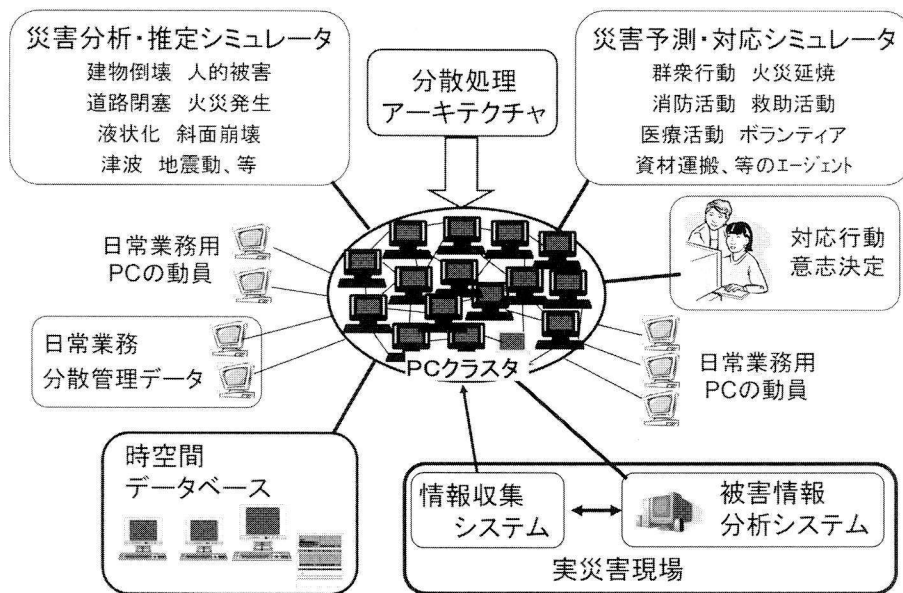 災害分析・推定シミュレータ
建物倒壊 人的被害
道路閉塞 火災発生
液状化 斜面崩壊
津波 地震動、等
分散処理
アーキテクチャ
災害予測・対応シミュレータ
群衆行動 火災延焼
消防活動 救助活動
医療活動 ボランティア
資材運搬、等のエージェント
日常業務用
PCの動員
対応行動
意志決定
日常業務
分散管理データ
PCクラスタ
日常業務用
PCの動員
時空間
データベース
情報収集
システム
被害情報
分析システム
実災害現場